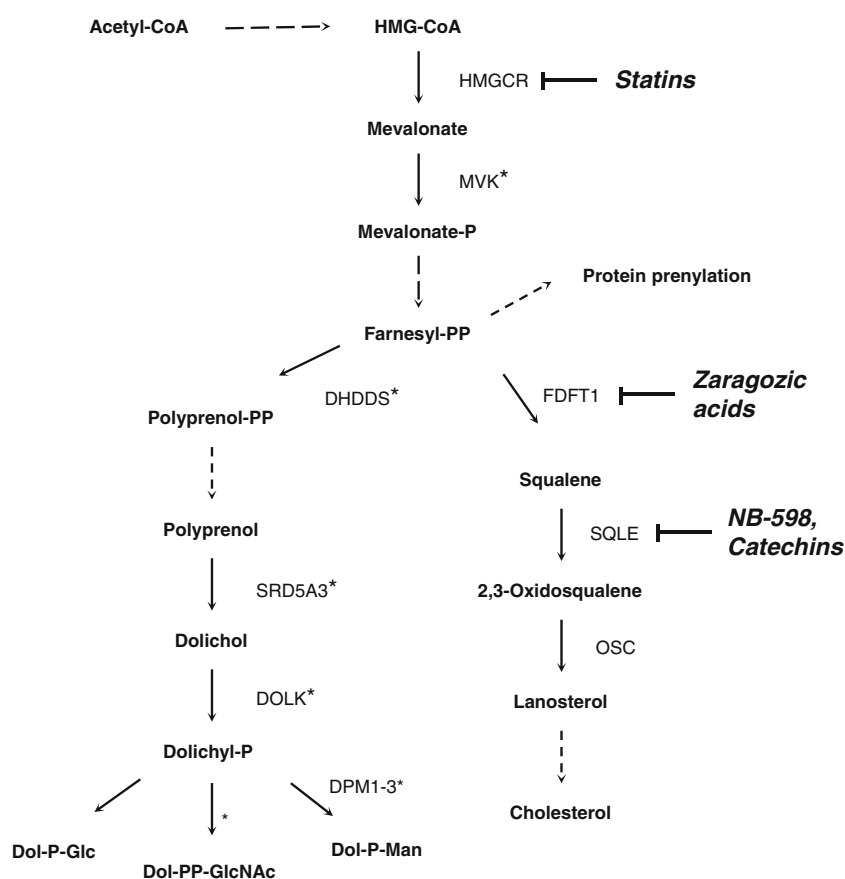 Acetyl-CoA
HMG-CoA
HMGCR
Statins
Mevalonate
MVK*
Mevalonate-P
Protein prenylation
Farnesyl-PP
DHDDS*
FDFT1
Zaragozic
acids
Polyprenol-PP
Squalene
Polyprenol
SQLE
NB-598,
Catechins
SRD5A3*
2,3-Oxidosqualene
Dolichol
OSC
DOLK*
Lanosterol
Dolichyl-P
DPM1-3*
*
Cholesterol
Dol-P-Glc
Dol-PP-GlcNAc
Dol-P-Man